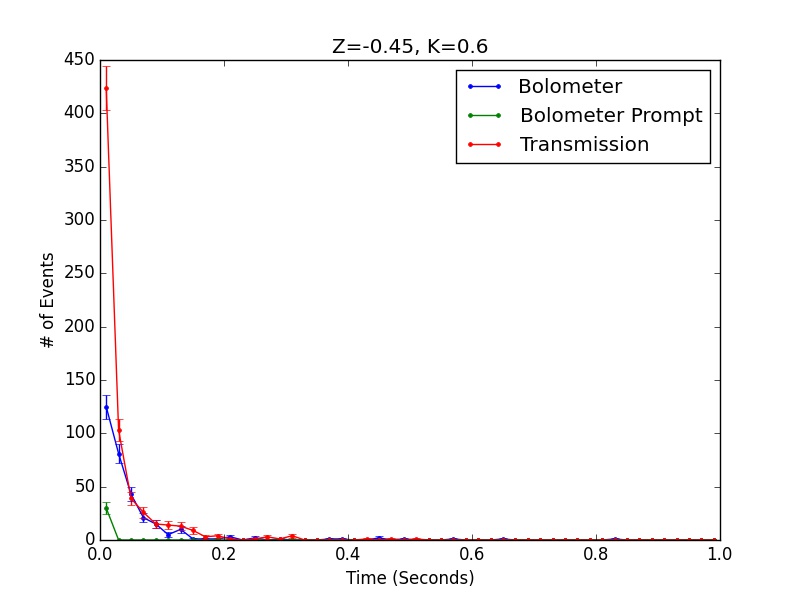 Z=-0.45, K=0.6
450
400
350
300
250
200
150
100
50
0
# of Events
Bolometer
Bolometer Prompt
Transmission
0.0 0.2 0.4 0.6 0.8 1.0
Time (Seconds)